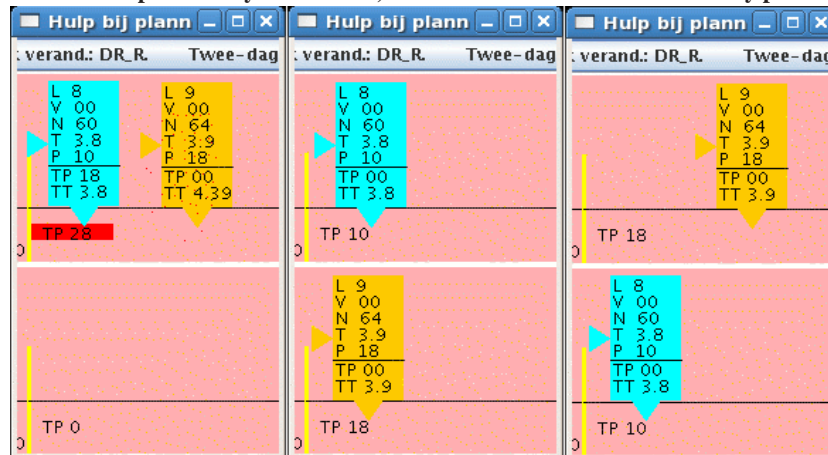 Hulp bij plann
verand.: DR_R. Twee-dag
L 8
V 00
N 60
T 3.8
P 10
TP 18
TT 3.8
L 9
V 00
N 64
T 3.9
P 18
TP 00
TT 4.39
TP 28
TP 0
Hulp bij plann
verand.: DR_R. Twee-dag
L 8
V 00
N 60
T 3.8
P 10
TP 00
TT 3.8
TP 10
L 9
V 00
N 64
T 3.9
P 18
TP 00
TT 3.9
TP 18
Hulp bij plann
verand.: DR_R. Twee-dag
L 9
V 00
N 64
T 3.9
P 18
TP 00
TT 3.9
TP 18
L 8
V 00
N 60
T 3.8
P 10
TP 00
TT 3.8
TP 10